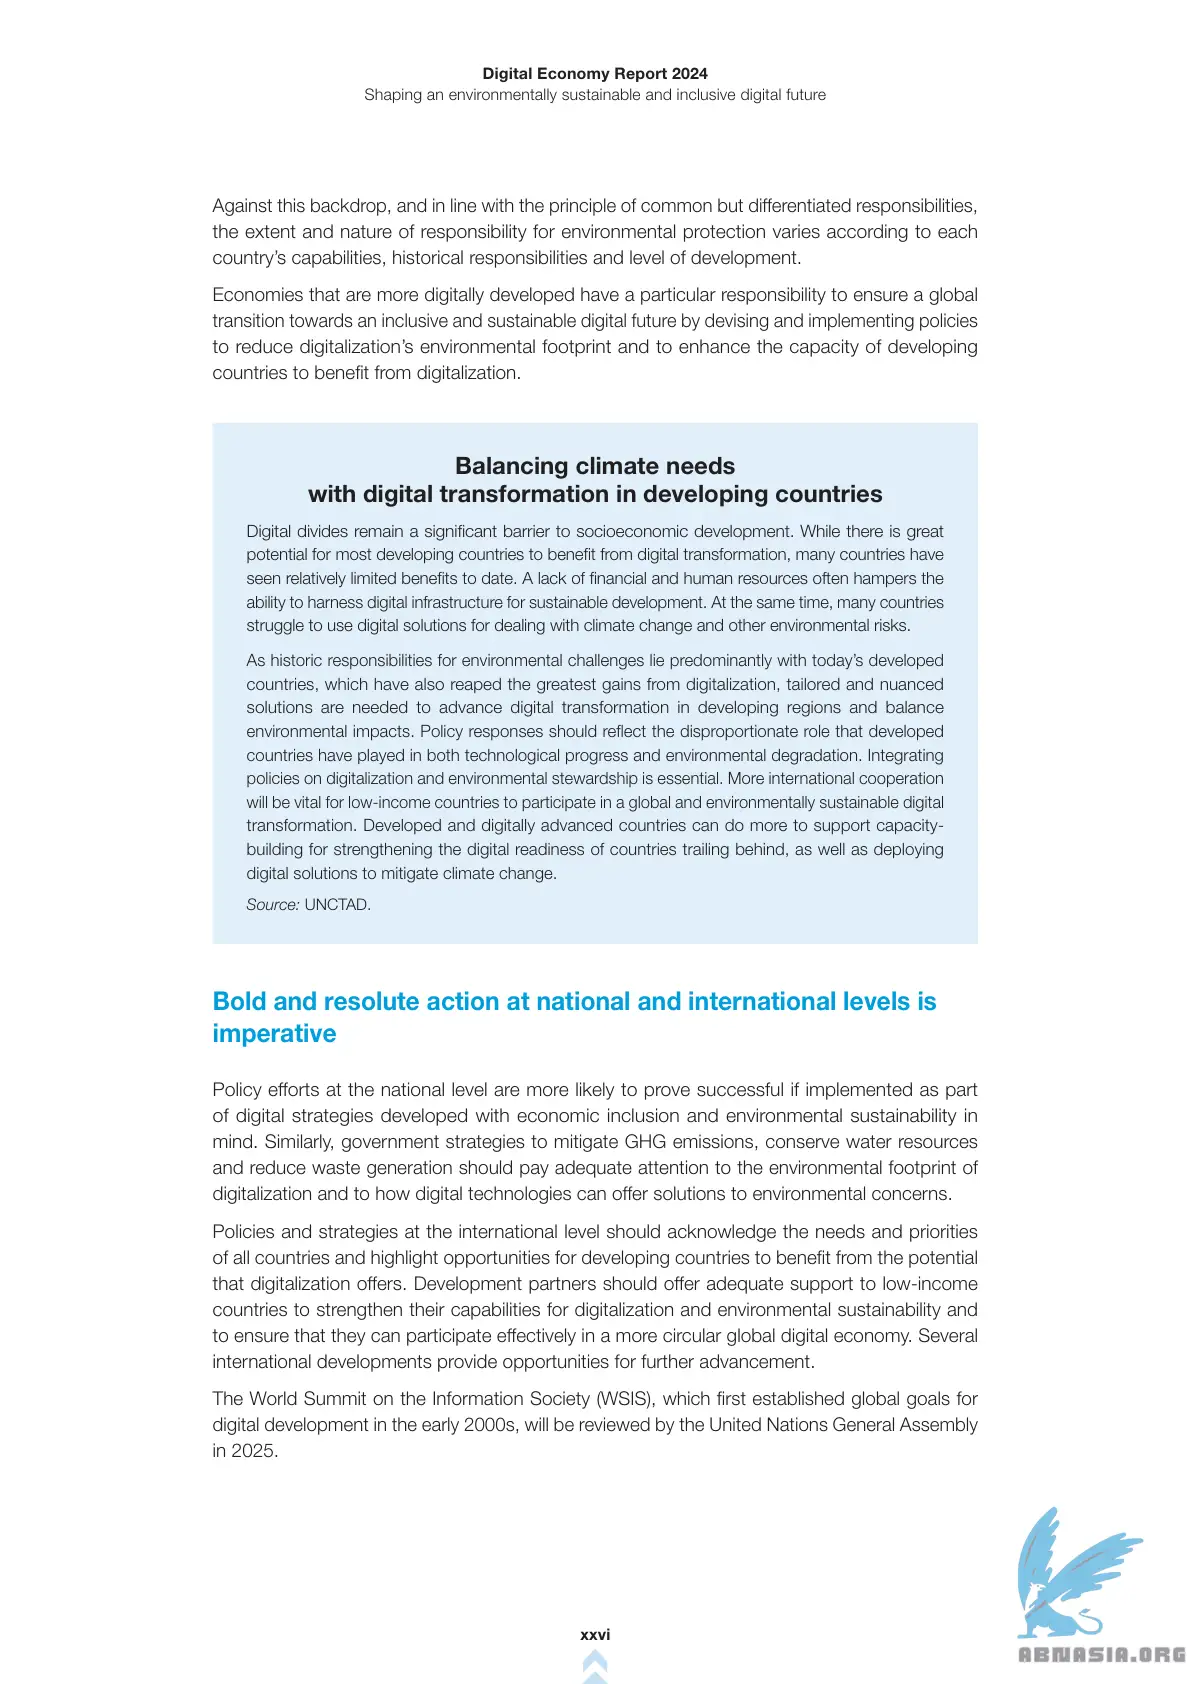 Digital Economy Report 2024
Shaping an environmentally sustainable and inclusive digital future
Against this backdrop, and in line with the principle of common but differentiated responsibilities,
the extent and nature of responsibility for environmental protection varies according to each
country’s capabilities, historical responsibilities and level of development.
Economies that are more digitally developed have a particular responsibility to ensure a global
transition towards an inclusive and sustainable digital future by devising and implementing policies
to reduce digitalization’s environmental footprint and to enhance the capacity of developing
countries to benefit from digitalization.
Balancing climate needs
with digital transformation in developing countries
Digital divides remain a significant barrier to socioeconomic development. While there is great
potential for most developing countries to benefit from digital transformation, many countries have
seen relatively limited benefits to date. A lack of financial and human resources often hampers the
ability to harness digital infrastructure for sustainable development. At the same time, many countries
struggle to use digital solutions for dealing with climate change and other environmental risks.
As historic responsibilities for environmental challenges lie predominantly with today’s developed
countries, which have also reaped the greatest gains from digitalization, tailored and nuanced
solutions are needed to advance digital transformation in developing regions and balance
environmental impacts. Policy responses should reflect the disproportionate role that developed
countries have played in both technological progress and environmental degradation. Integrating
policies on digitalization and environmental stewardship is essential. More international cooperation
will be vital for low-income countries to participate in a global and environmentally sustainable digital
transformation. Developed and digitally advanced countries can do more to support capacity-
building for strengthening the digital readiness of countries trailing behind, as well as deploying
digital solutions to mitigate climate change.
Source: UNCTAD.
Bold and resolute action at national and international levels is
imperative
Policy efforts at the national level are more likely to prove successful if implemented as part
of digital strategies developed with economic inclusion and environmental sustainability in
mind. Similarly, government strategies to mitigate GHG emissions, conserve water resources
and reduce waste generation should pay adequate attention to the environmental footprint of
digitalization and to how digital technologies can offer solutions to environmental concerns.
Policies and strategies at the international level should acknowledge the needs and priorities
of all countries and highlight opportunities for developing countries to benefit from the potential
that digitalization offers. Development partners should offer adequate support to low-income
countries to strengthen their capabilities for digitalization and environmental sustainability and
to ensure that they can participate effectively in a more circular global digital economy. Several
international developments provide opportunities for further advancement.
The World Summit on the Information Society (WSIS), which first established global goals for
digital development in the early 2000s, will be reviewed by the United Nations General Assembly
in 2025.
xxvi
ABNASIA.ORG